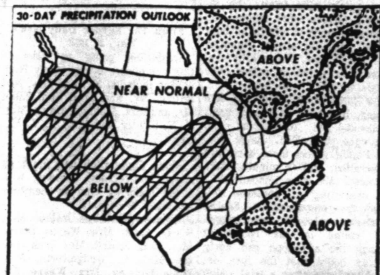 30-DAY PRECIPITATION OUTLOOK
ABOVE
NEAR NORMAL
BELOW
ABOVE